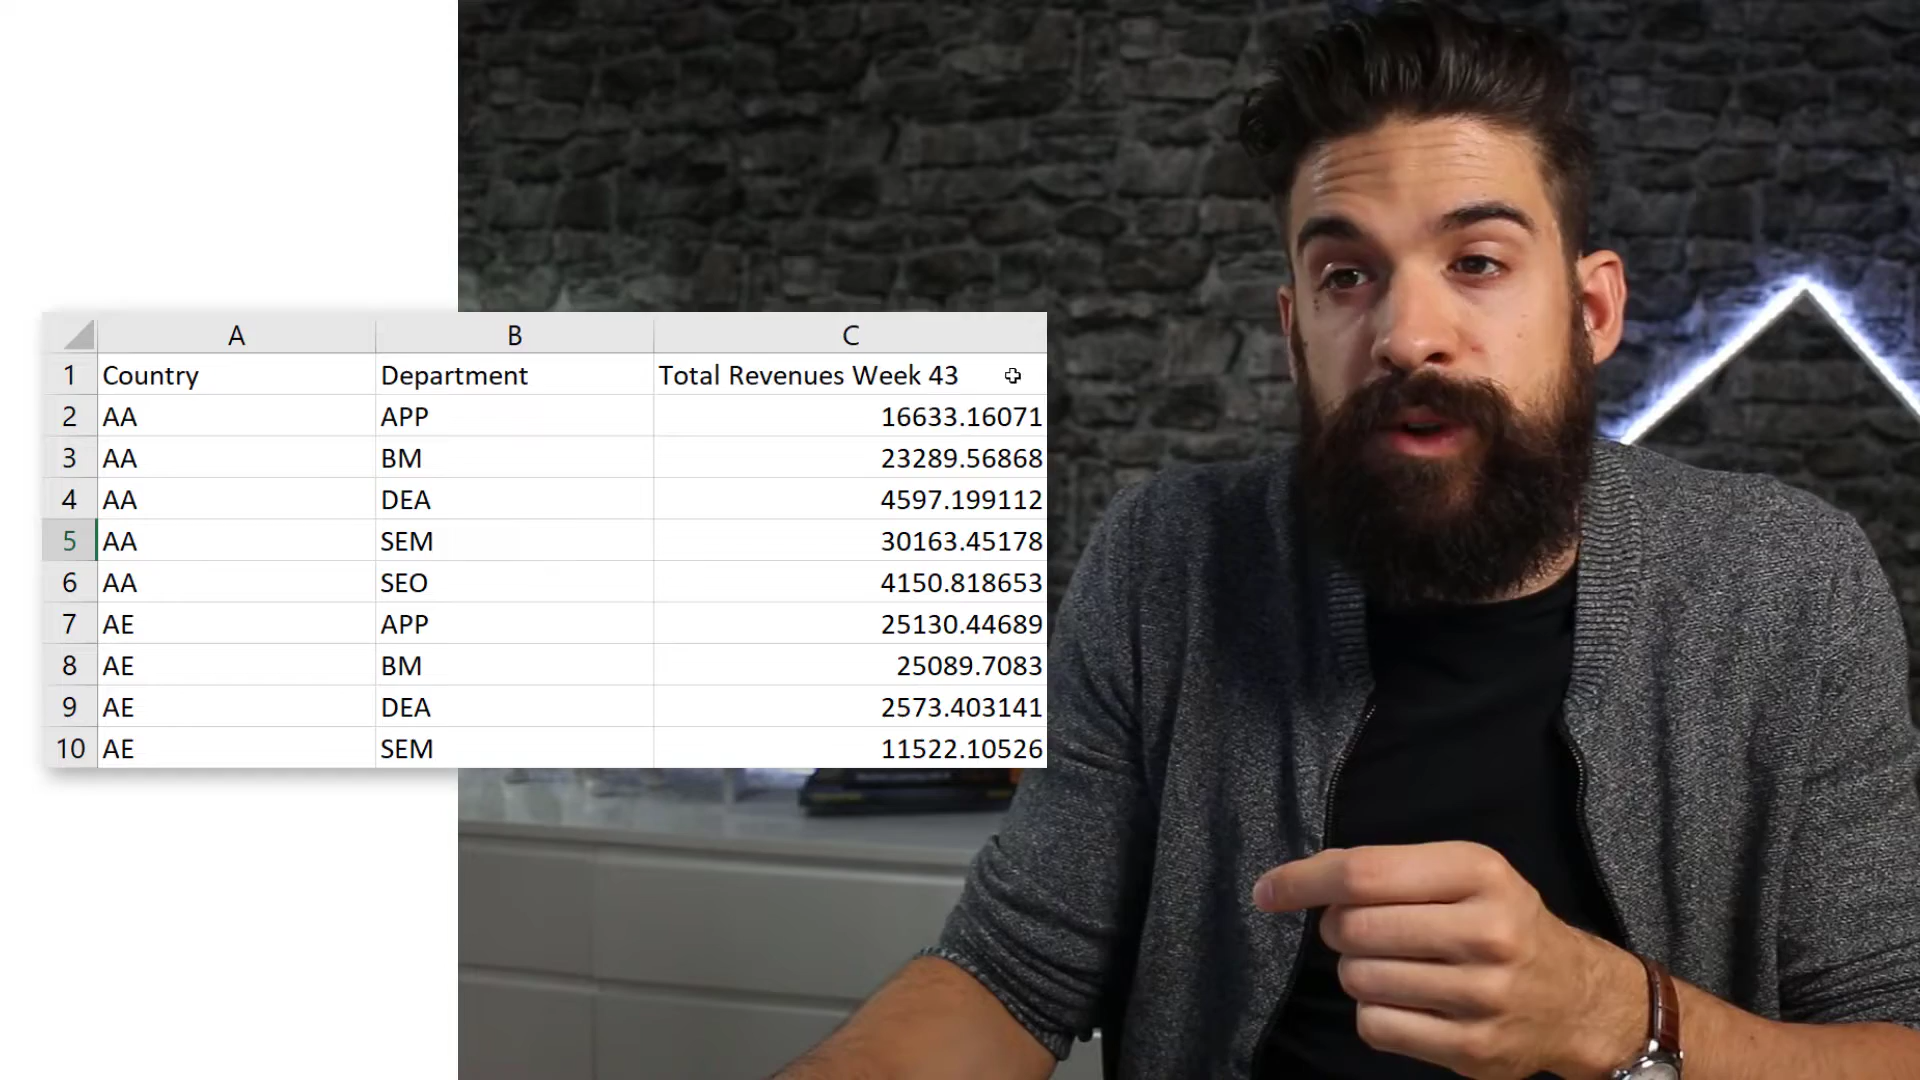 A B C
1 Country Department Total Revenues Week 43
2 AA APP 16633.16071
3 AA BM 23289.56868
4 AA DEA 4597.199112
5 AA SEM 30163.45178
6 AA SEO 4150.818653
7 AE APP 25130.44689
8 AE BM 25089.7083
9 AE DEA 2573.403141
10 AE SEM 11522.10526